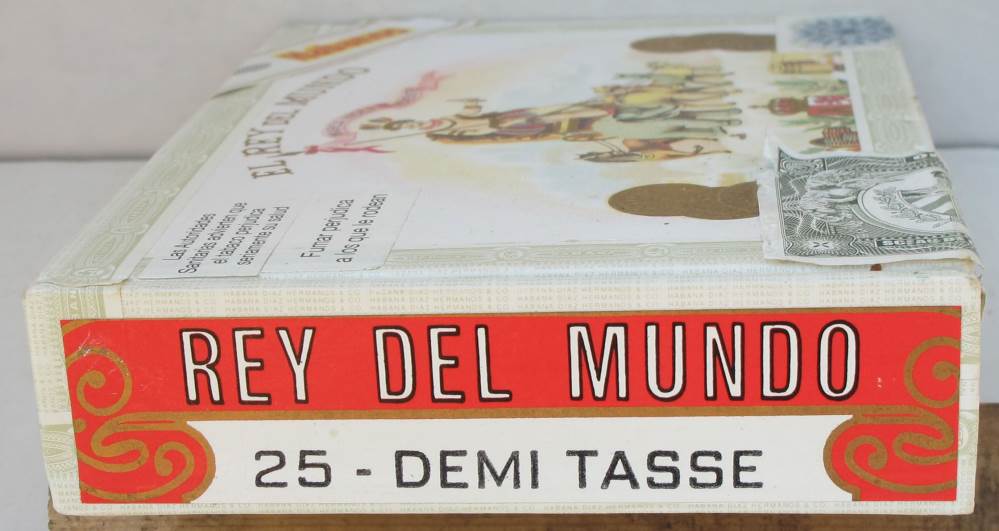 Habanos
EL REY DEL MUNDO
Las Autoridades
Sanitarias advierten que
el tabaco perjudica
seriamente su salud
Fumar perjudica
a los que le rodean
REY DEL MUNDO
25 - DEMI TASSE